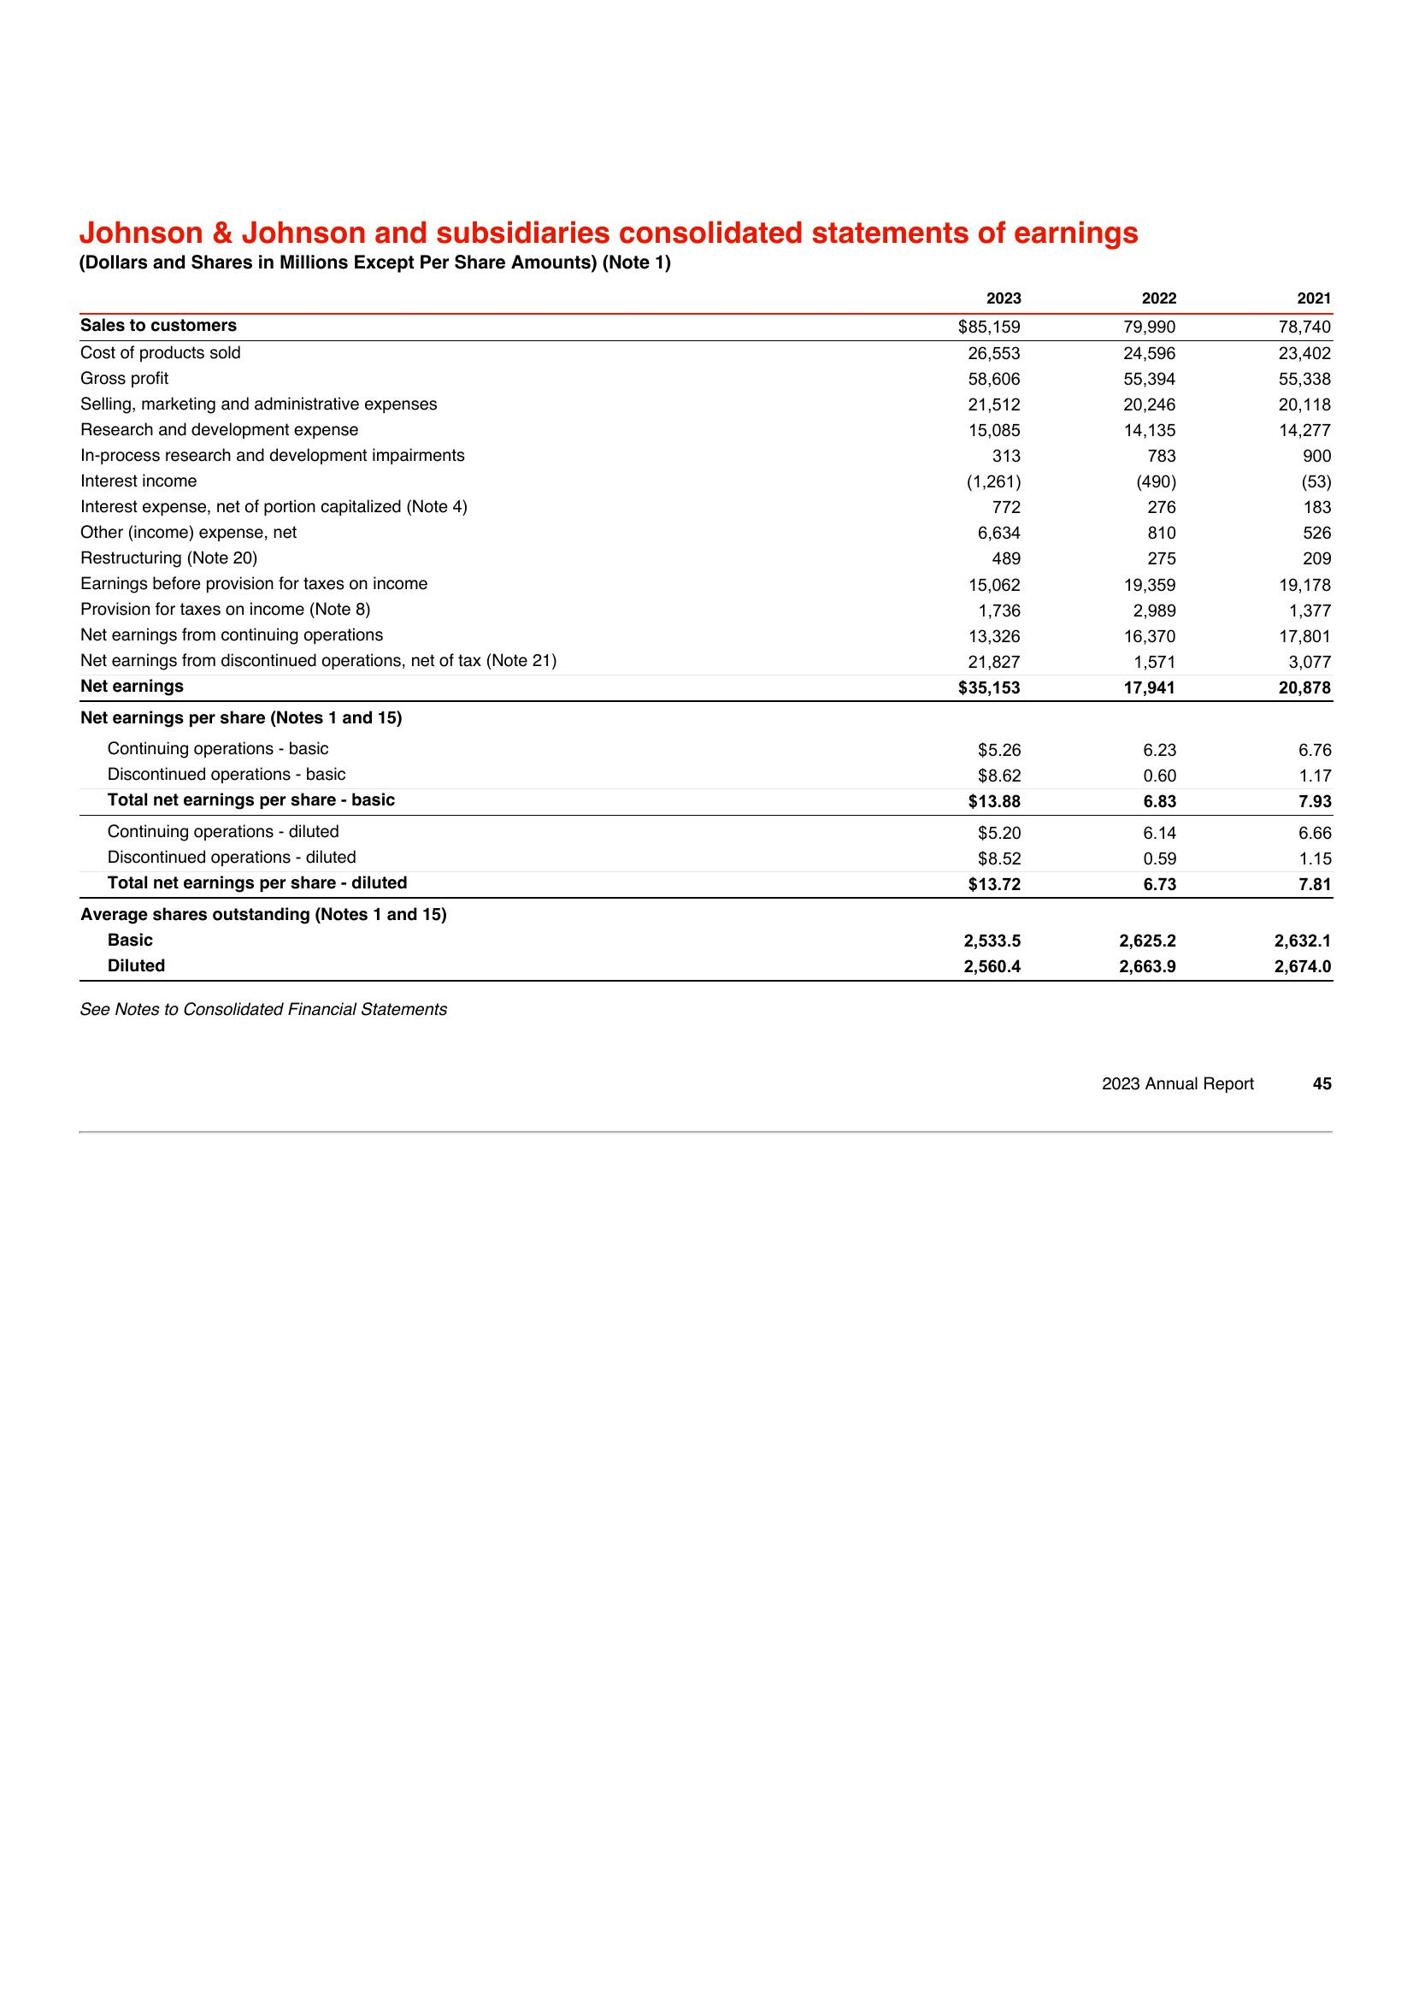 Johnson & Johnson and subsidiaries consolidated statements of earnings
(Dollars and Shares in Millions Except Per Share Amounts) (Note 1)
2023 2022 2021
Sales to customers $85,159 79,990 78,740
Cost of products sold 26,553 24,596 23,402
Gross profit 58,606 55,394 55,338
Selling, marketing and administrative expenses 21,512 20,246 20,118
Research and development expense 15,085 14,135 14,277
In-process research and development impairments 313 783 900
Interest income (1,261) (490) (53)
Interest expense, net of portion capitalized (Note 4) 772 276 183
Other (income) expense, net 6,634 810 526
Restructuring (Note 20) 489 275 209
Earnings before provision for taxes on income 15,062 19,359 19,178
Provision for taxes on income (Note 8) 1,736 2,989 1,377
Net earnings from continuing operations 13,326 16,370 17,801
Net earnings from discontinued operations, net of tax (Note 21) 21,827 1,571 3,077
Net earnings $35,153 17,941 20,878
Net earnings per share (Notes 1 and 15)
Continuing operations - basic $5.26 6.23 6.76
Discontinued operations - basic $8.62 0.60 1.17
Total net earnings per share - basic $13.88 6.83 7.93
Continuing operations - diluted $5.20 6.14 6.66
Discontinued operations - diluted $8.52 0.59 1.15
Total net earnings per share - diluted $13.72 6.73 7.81
Average shares outstanding (Notes 1 and 15)
Basic 2,533.5 2,625.2 2,632.1
Diluted 2,560.4 2,663.9 2,674.0
See Notes to Consolidated Financial Statements
2023 Annual Report 45